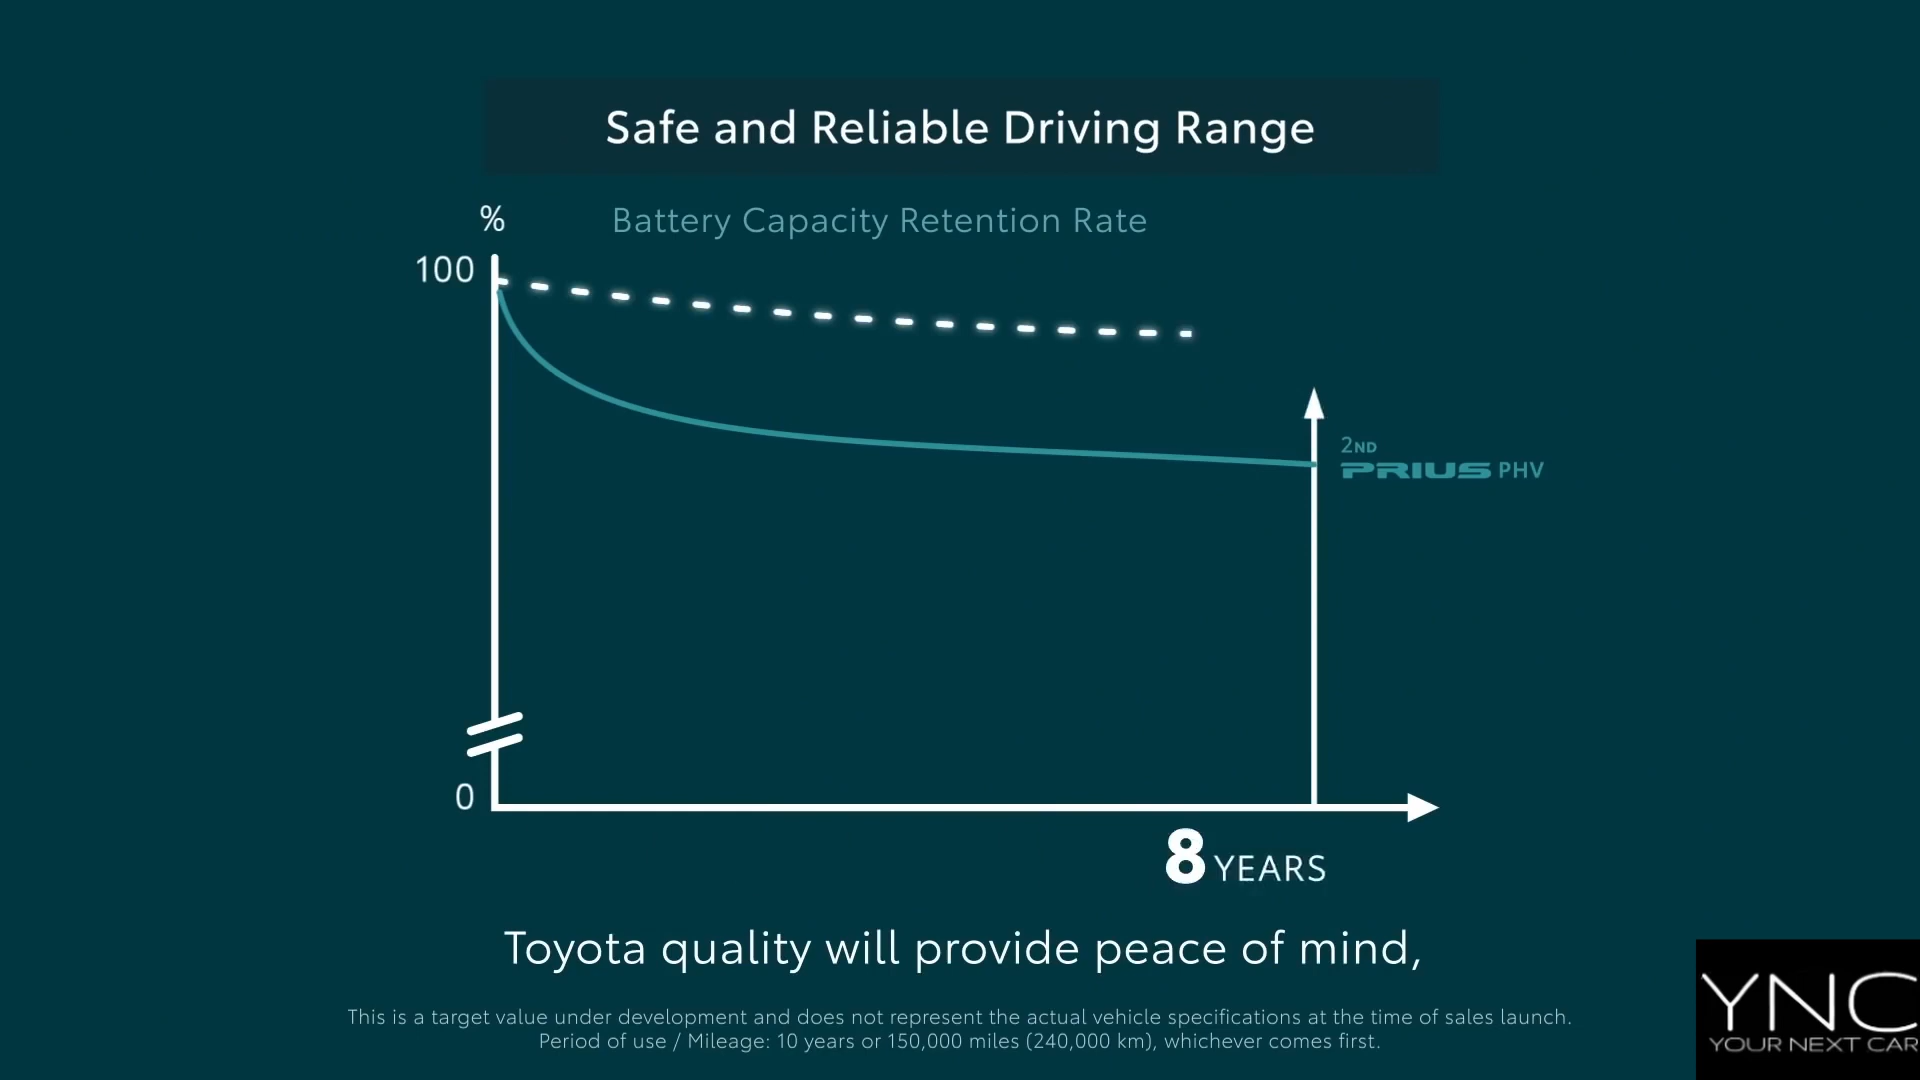 Safe and Reliable Driving Range
% Battery Capacity Retention Rate
100
2ND
PRIUS PHV
0
8 YEARS
Toyota quality will provide peace of mind,
This is a target value under development and does not represent the actual vehicle specifications at the time of sales launch.
Period of use / Mileage: 10 years or 150,000 miles (240,000 km), whichever comes first.
YNC
YOUR NEXT CAR